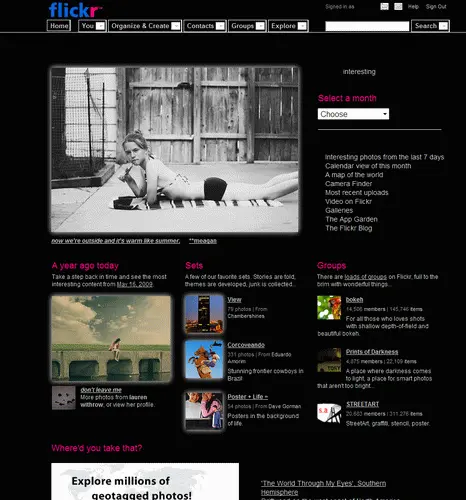 flickr
Signed in as Help Sign Out
Home You Organize & Create Contacts Groups Explore Search
interesting
Select a month
Choose
Interesting photos from the last 7 days
Calendar view of this month
A map of the world
Camera Finder
Most recent uploads
Video on Flickr
Galleries
The App Garden
The Flickr Blog
now we're outside and it's warm like summer. **meagan
A year ago today
Take a step back in time and see the most
interesting content from May 16, 2009.
don't leave me
More photos from lauren
withrow, or view her profile.
Sets
A few of our favorite sets. Stories are told,
themes are developed, junk is collected...
View
79 photos | From
Chambershines
Corcoveando
231 photos | From Eduardo
Amorim
Stunning frontier cowboys in
Brazil
Poster + Life ~
54 photos | From Dave Gorman
Posters in the background
of life.
Groups
There are loads of groups on Flickr, full to the
brim with wonderful things...
bokeh
14,506 members | 145,746 items
For all those who loves shots
with shallow depth-of-field and
beautiful bokeh.
Prints of Darkness
4,875 members | 22,109 items
A place where darkness comes
to light, a place for smart photos
that aren't too bright...
STREETART
20,883 members | 311,276 items
StreetArt, graffiti, stencil, poster.
Where'd you take that?
Explore millions of
geotagged photos!
'The World Through My Eyes', Southern
Hemisphere